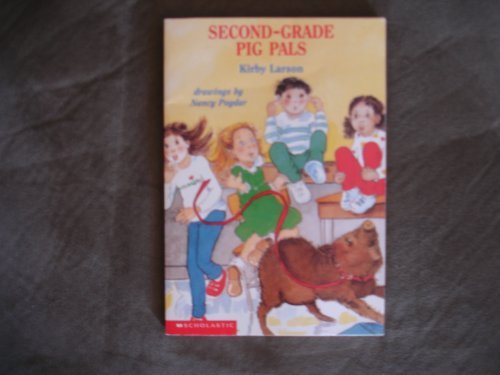 SECOND-GRADE
PIG PALS
Kirby Larson
drawings by
Nancy Poydar
SCHOLASTIC